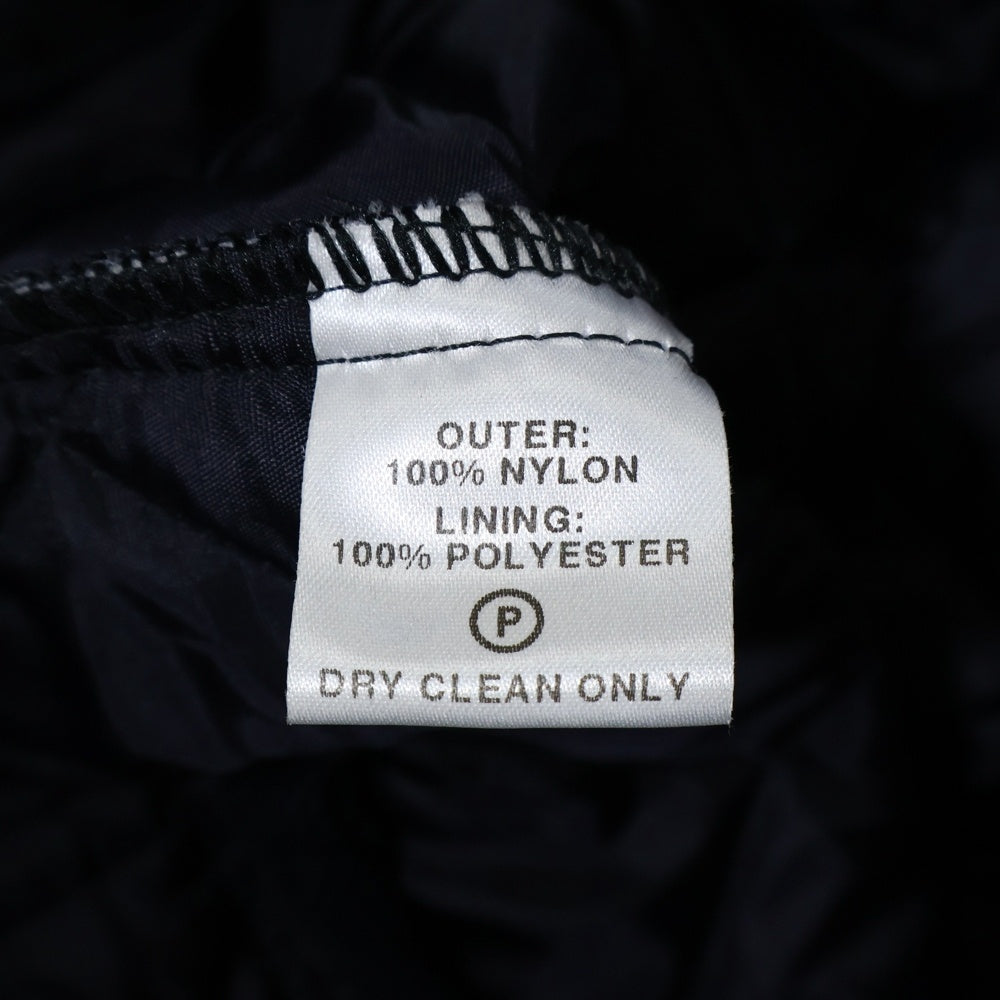 OUTER:
100% NYLON
LINING:
100% POLYESTER
P
DRY CLEAN ONLY